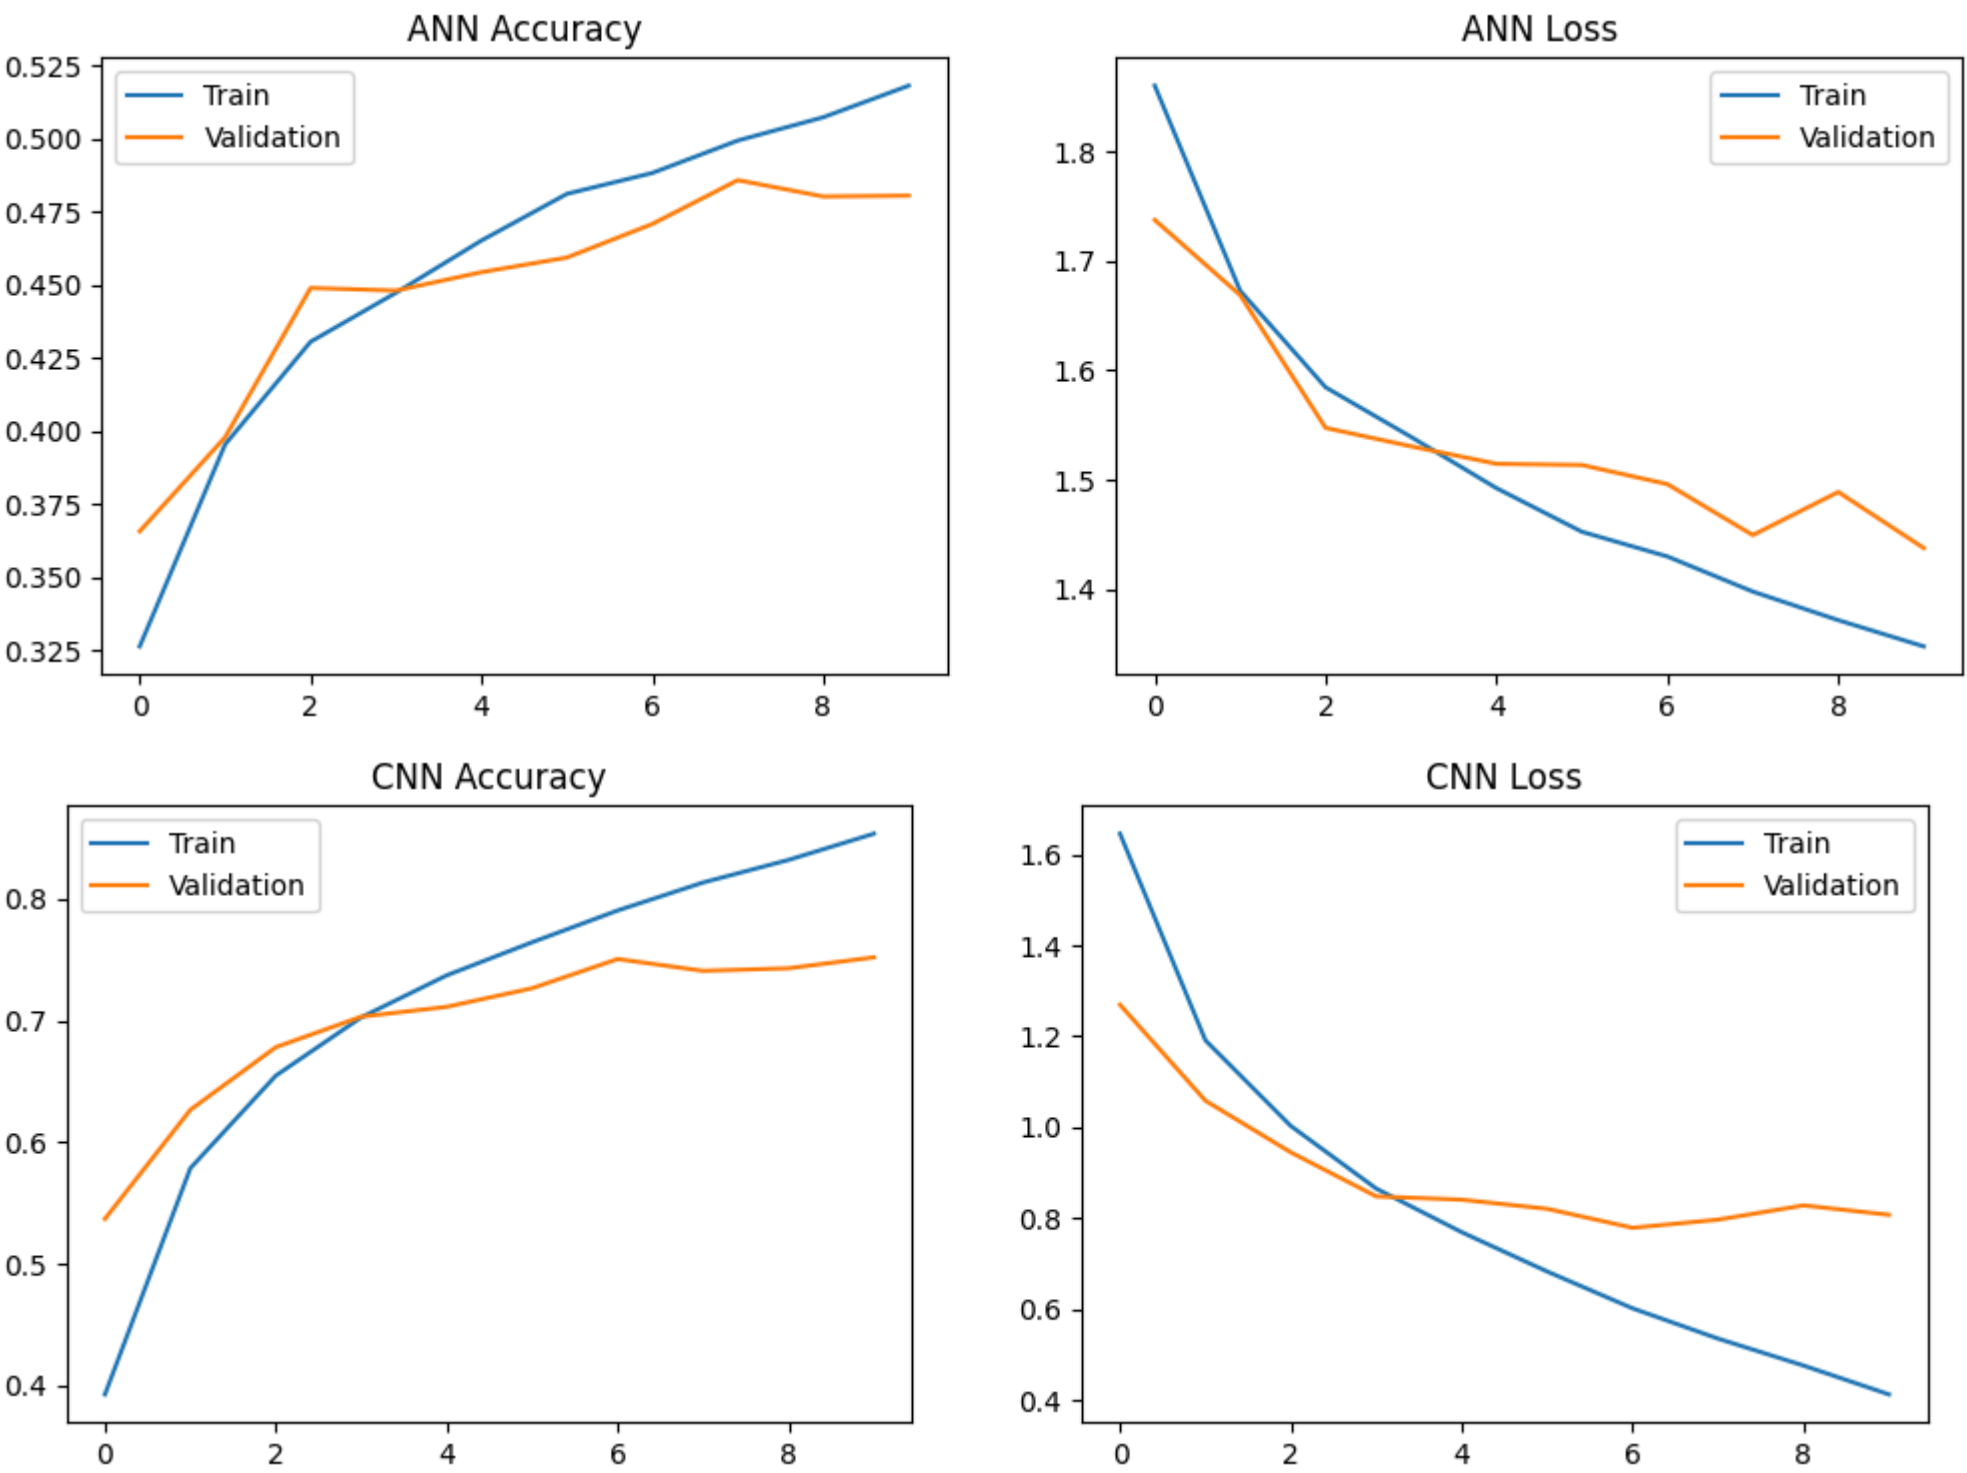 ANN Accuracy
0.525
0.500
0.475
0.450
0.425
0.400
0.375
0.350
0.325
Train
Validation
0 2 4 6 8
ANN Loss
1.8
1.7
1.6
1.5
1.4
Train
Validation
0 2 4 6 8
CNN Accuracy
0.8
0.7
0.6
0.5
0.4
Train
Validation
0 2 4 6 8
CNN Loss
1.6
1.4
1.2
1.0
0.8
0.6
0.4
Train
Validation
0 2 4 6 8